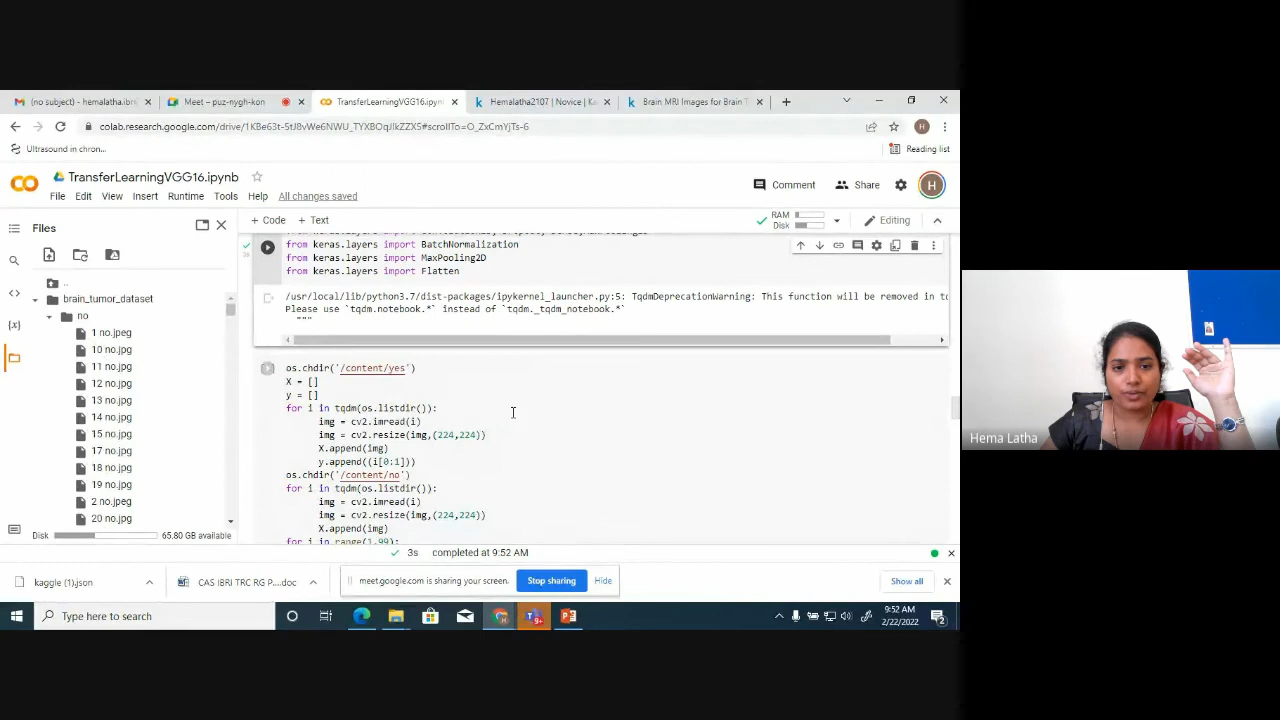 (no subject) - hemalatha.ibri
Meet – puz-nygh-kon
TransferLearningVGG16.ipynb
Hemalatha2107 | Novice | Ka
Brain MRI Images for Brain T
colab.research.google.com/drive/1KBe63t-5tJ8vWe6NWU_TYXBOqJlkZZXS#scrollTo=O_ZxCmYjTs-6
Ultrasound in chron...
Reading list
TransferLearningVGG16.ipynb
File Edit View Insert Runtime Tools Help All changes saved
Comment
Share
H
Files
+ Code + Text
RAM
Disk
Editing
..
brain_tumor_dataset
no
1 no.jpeg
10 no.jpg
11 no.jpg
12 no.jpg
13 no.jpg
14 no.jpg
15 no.jpg
17 no.jpg
18 no.jpg
19 no.jpg
2 no.jpeg
20 no.jpg
Disk
65.80 GB available
from keras.layers import BatchNormalization
from keras.layers import MaxPooling2D
from keras.layers import Flatten
/usr/local/lib/python3.7/dist-packages/ipykernel_launcher.py:5: TqdmDeprecationWarning: This function will be removed in to
Please use `tqdm.notebook.*` instead of `tqdm._tqdm_notebook.*`
"""
os.chdir('/content/yes')
X = []
y = []
for i in tqdm(os.listdir()):
img = cv2.imread(i)
img = cv2.resize(img,(224,224))
X.append(img)
y.append((i[0:1]))
os.chdir('/content/no')
for i in tqdm(os.listdir()):
img = cv2.imread(i)
img = cv2.resize(img,(224,224))
X.append(img)
for i in range(1,99):
3s completed at 9:52 AM
kaggle (1).json
CAS IBRI TRC RG P....doc
meet.google.com is sharing your screen.
Stop sharing
Hide
Show all
Type here to search
9:52 AM
2/22/2022
Hema Latha